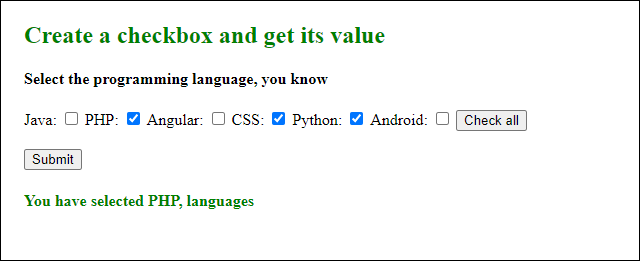 Create a checkbox and get its value
Select the programming language, you know
Java: PHP: Angular: CSS: Python: Android: Check all
Submit
You have selected PHP, languages